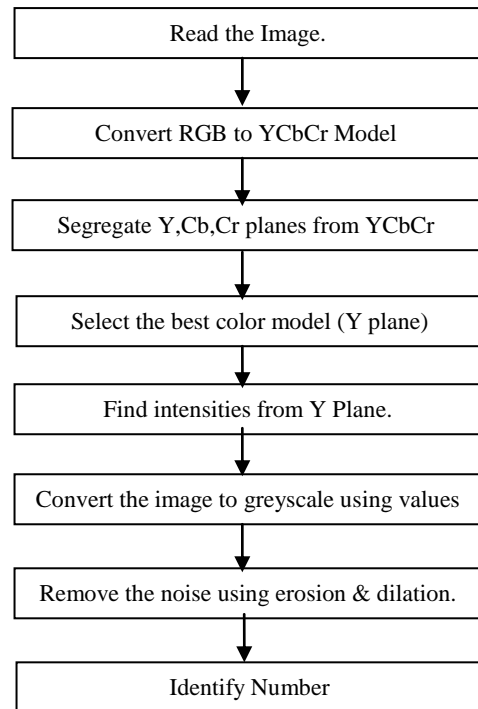 Read the Image.
Convert RGB to YCbCr Model
Segregate Y,Cb,Cr planes from YCbCr
Select the best color model (Y plane)
Find intensities from Y Plane.
Convert the image to greyscale using values
Remove the noise using erosion & dilation.
Identify Number